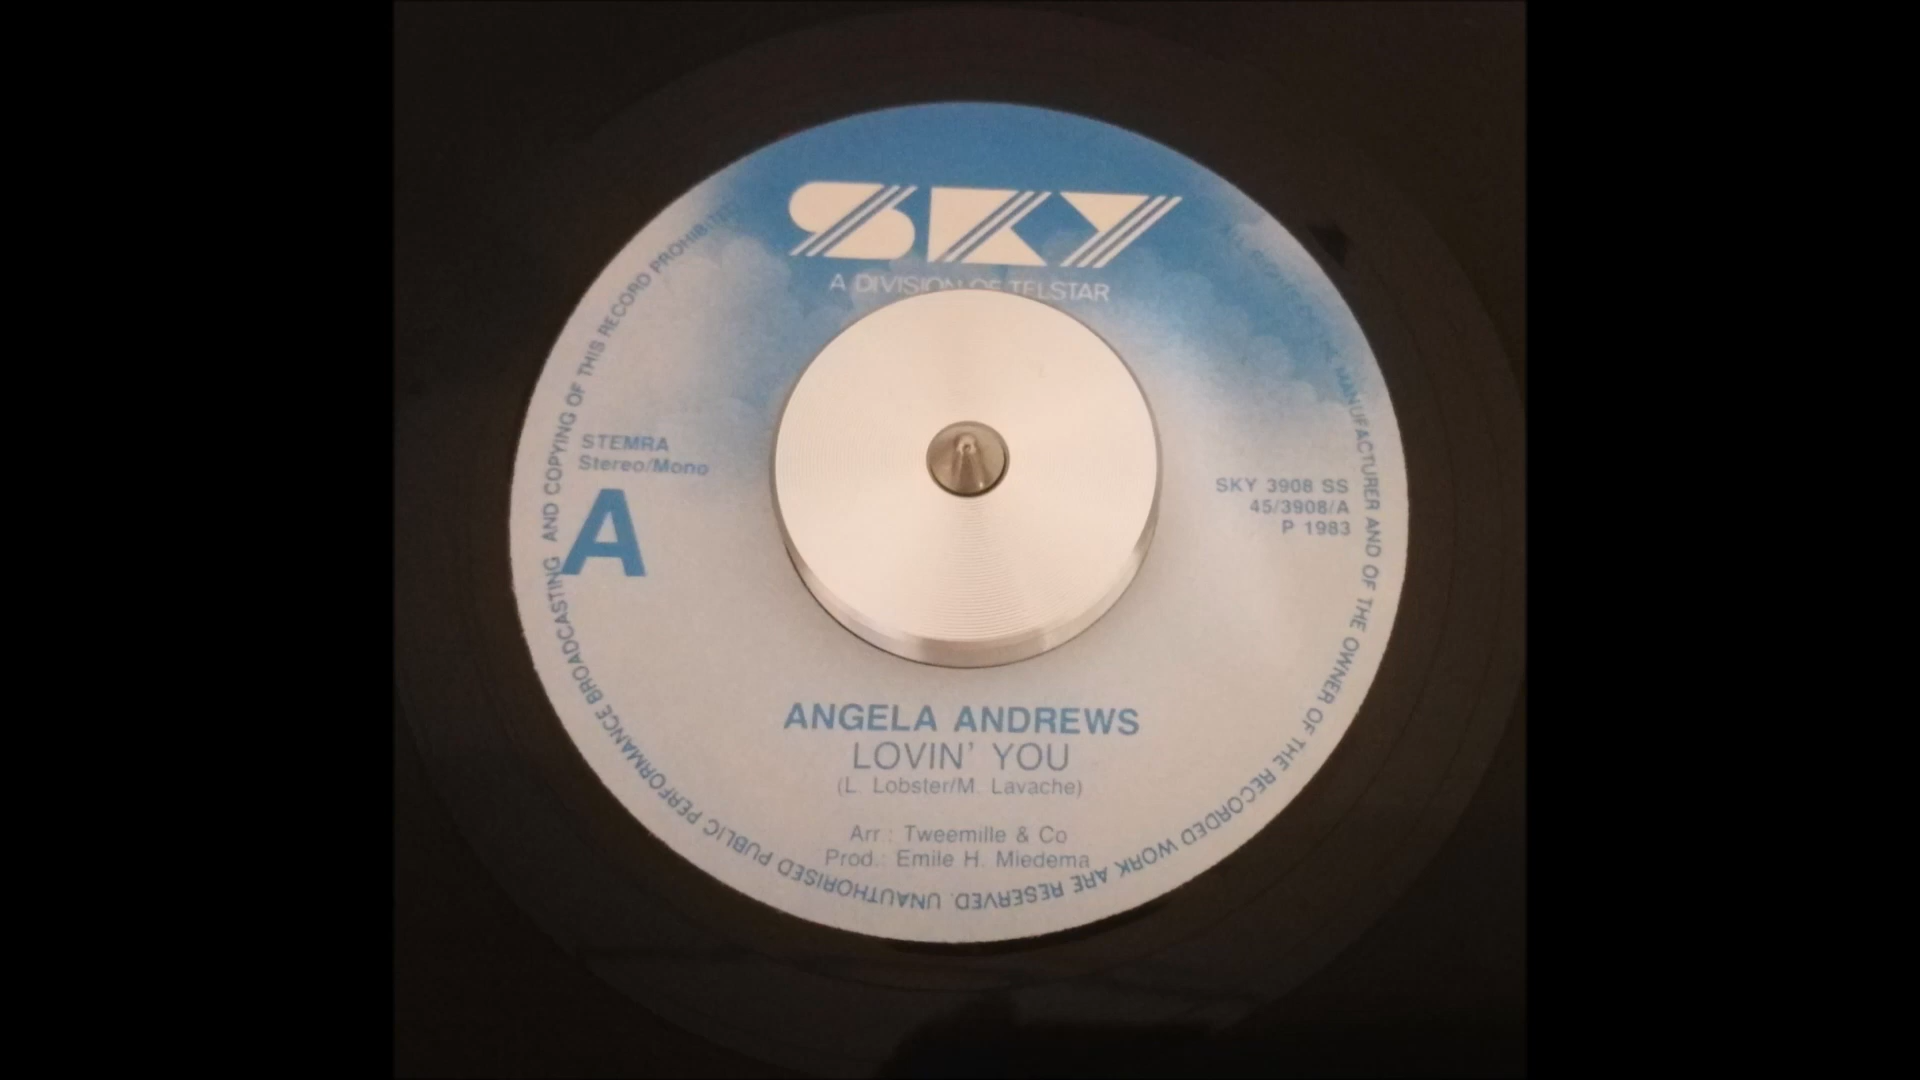 SKY
A DIVISION OF TELSTAR
STEMRA
Stereo/Mono
A
SKY 3908 SS
45/3908/A
P 1983
ANGELA ANDREWS
LOVIN' YOU
(L. Lobster/M. Lavache)
Arr.: Tweemille & Co
Prod.: Emile H. Miedema
MANUFACTURER AND OF THE OWNER OF THE RECORDED WORK ARE RESERVED. UNAUTHORISED PUBLIC PERFORMANCE BROADCASTING AND COPYING OF THIS RECORD PROHIBITED